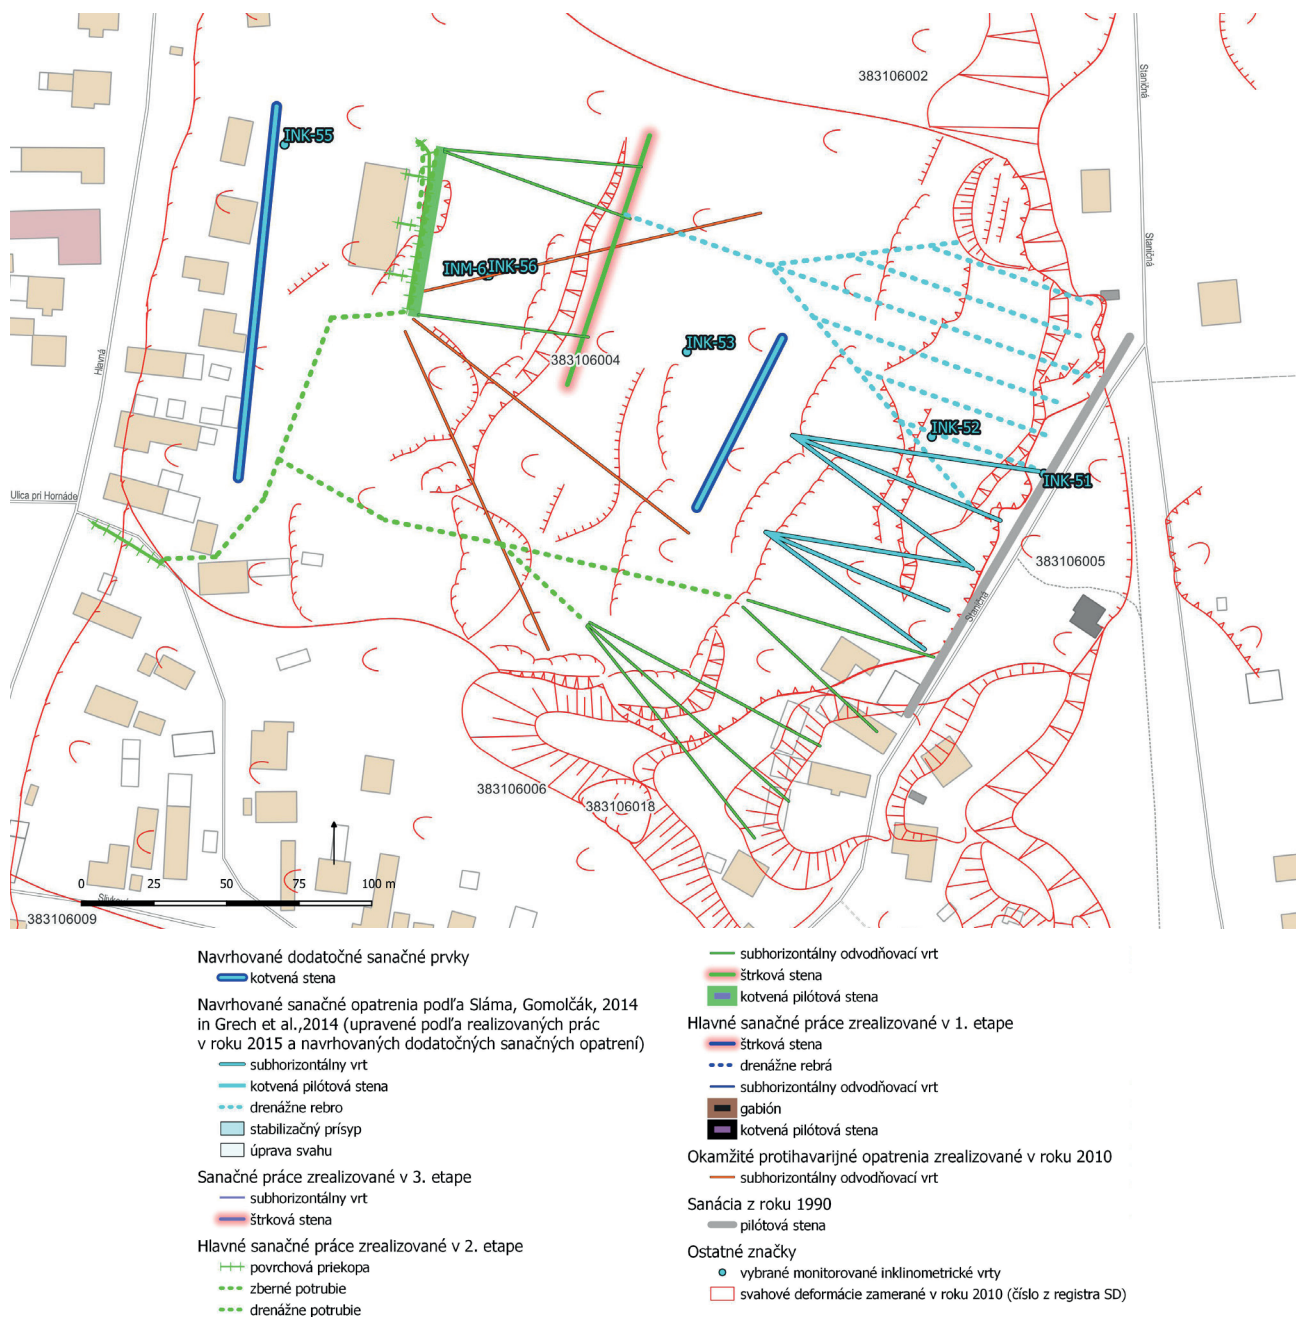 383106002
Staničná
INK-55
Staničná
INM-6
INK-56
INK-53
383106004
Hlavná
INK-52
INK-51
Ulica pri Hornáde
383106005
Staničná
383106006
383106018
0 25 50 75 100 m
383106009
Navrhované dodatočné sanačné prvky
kotvená stena
Navrhované sanačné opatrenia podľa Sláma, Gomolčák, 2014
in Grech et al.,2014 (upravené podľa realizovaných prác
v roku 2015 a navrhovaných dodatočných sanačných opatrení)
subhorizontálny vrt
kotvená pilótová stena
drenážne rebro
stabilizačný prísyp
úprava svahu
Sanačné práce zrealizované v 3. etape
subhorizontálny vrt
štrková stena
Hlavné sanačné práce zrealizované v 2. etape
povrchová priekopa
zberné potrubie
drenážne potrubie
subhorizontálny odvodňovací vrt
štrková stena
kotvená pilótová stena
Hlavné sanačné práce zrealizované v 1. etape
štrková stena
drenážne rebrá
subhorizontálny odvodňovací vrt
gabión
kotvená pilótová stena
Okamžité protihavarijné opatrenia zrealizované v roku 2010
subhorizontálny odvodňovací vrt
Sanácia z roku 1990
pilótová stena
Ostatné značky
vybrané monitorované inklinometrické vrty
svahové deformácie zamerané v roku 2010 (číslo z registra SD)